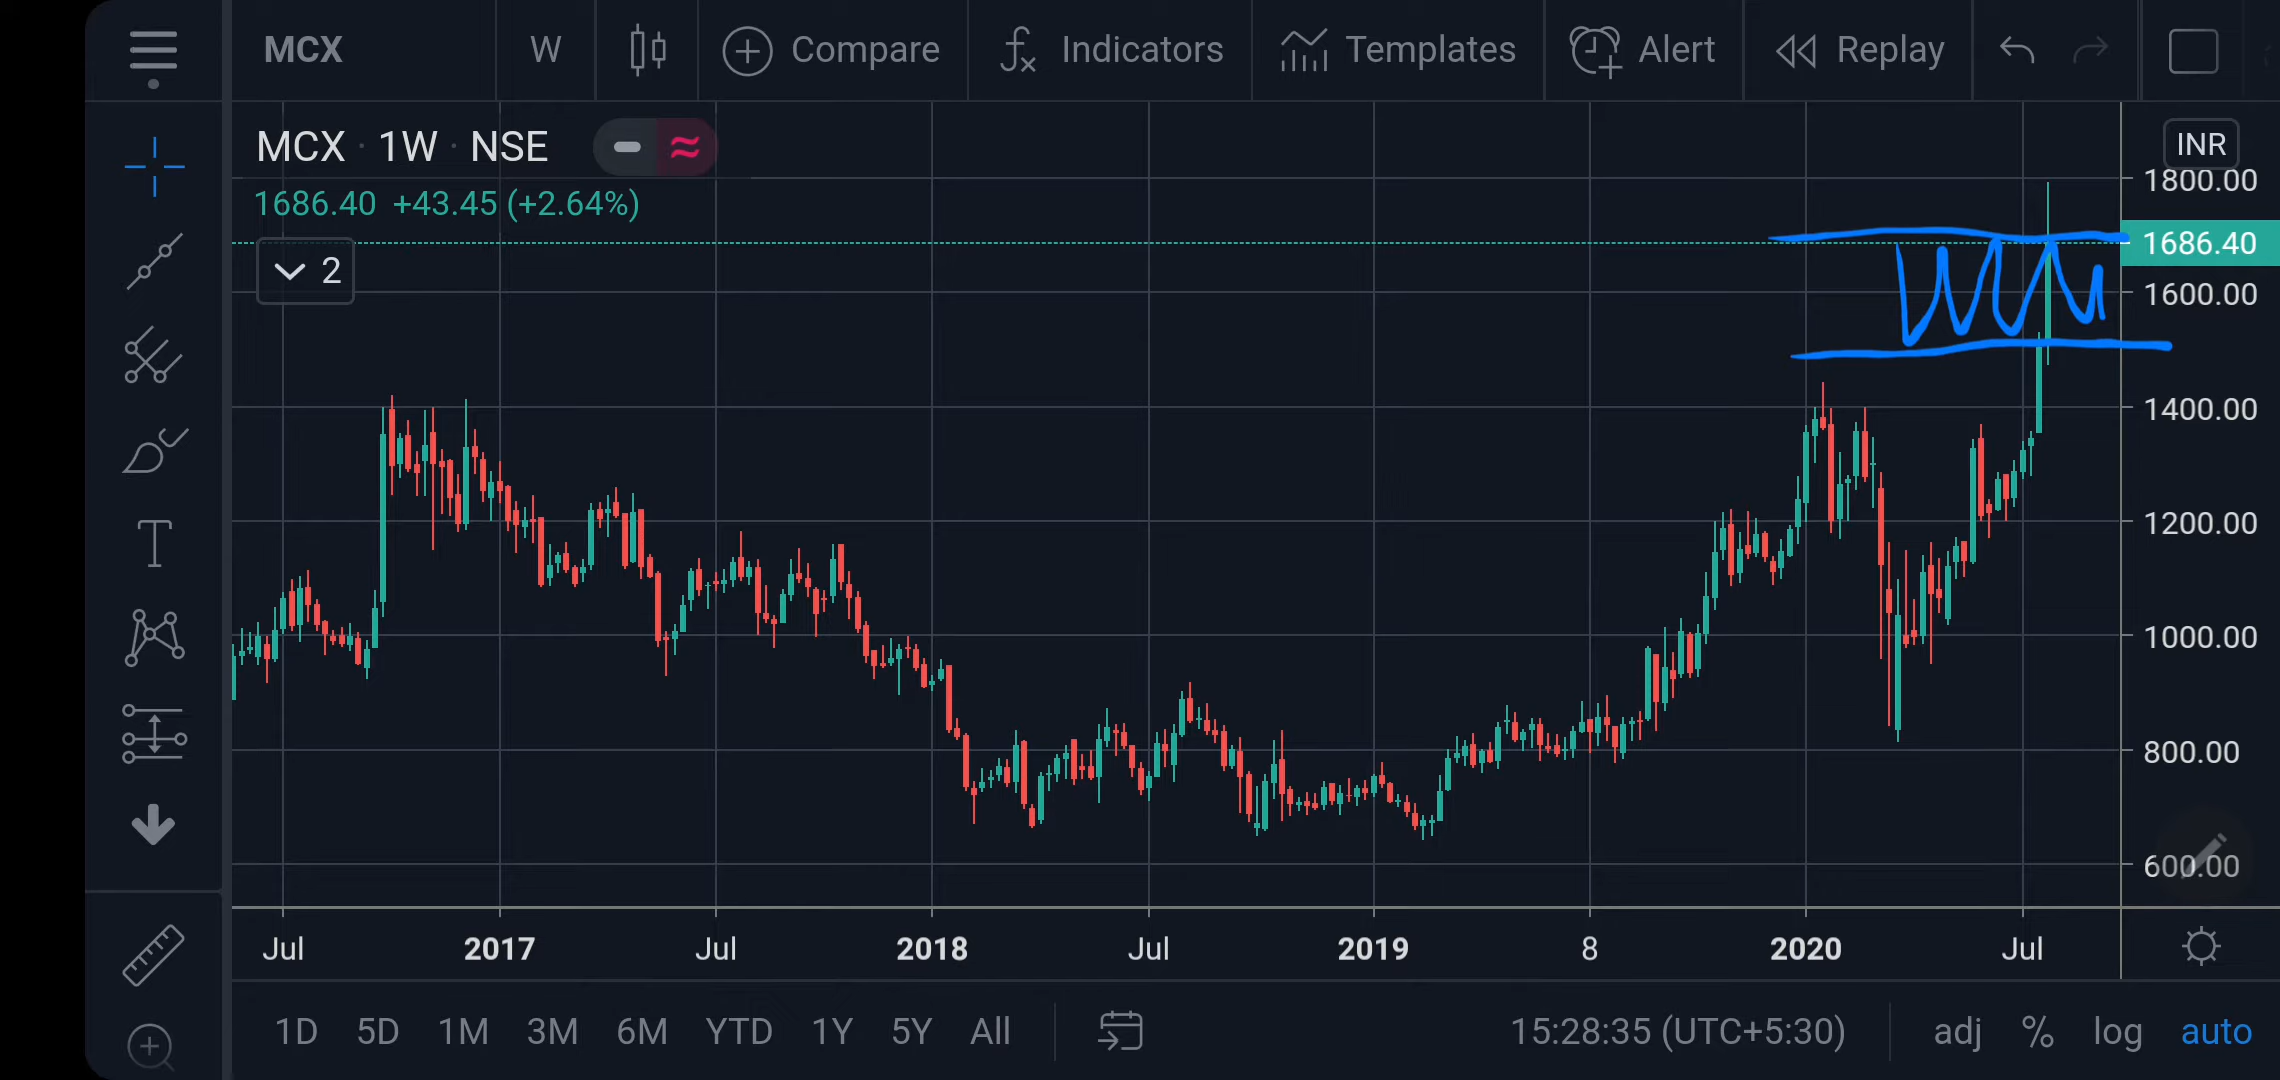 MCX W Compare Indicators Templates Alert Replay
MCX · 1W · NSE
INR
1686.40 +43.45 (+2.64%)
2
1800.00
1686.40
1600.00
1400.00
1200.00
1000.00
800.00
600.00
Jul 2017 Jul 2018 Jul 2019 8 2020 Jul
1D 5D 1M 3M 6M YTD 1Y 5Y All 15:28:35 (UTC+5:30) adj % log auto